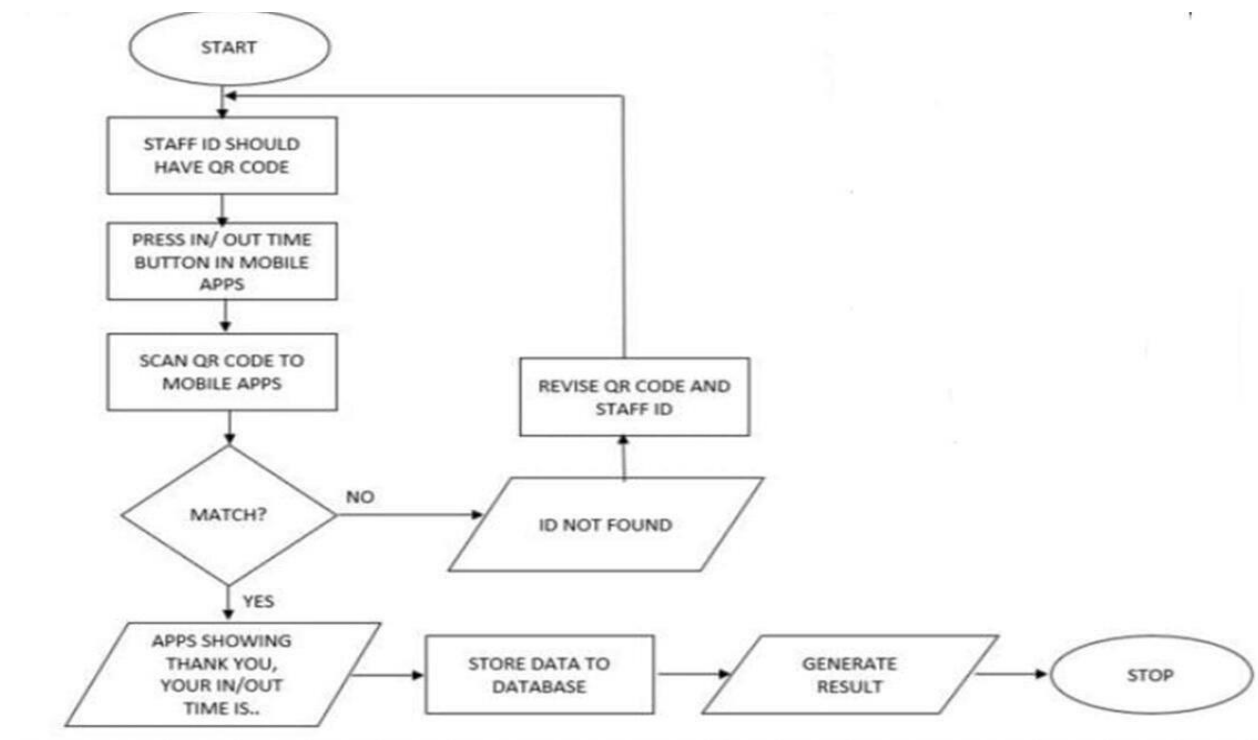 START
STAFF ID SHOULD
HAVE QR CODE
PRESS IN/ OUT TIME
BUTTON IN MOBILE
APPS
SCAN QR CODE TO
MOBILE APPS
MATCH?
NO
ID NOT FOUND
REVISE QR CODE AND
STAFF ID
YES
APPS SHOWING
THANK YOU,
YOUR IN/OUT
TIME IS..
STORE DATA TO
DATABASE
GENERATE
RESULT
STOP